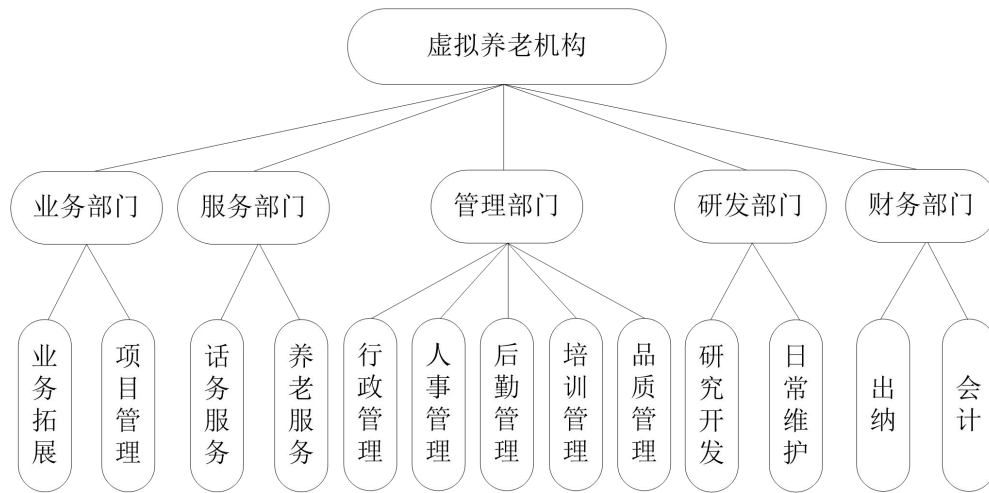 虚拟养老机构
业务部门
服务部门
管理部门
研发部门
财务部门
业务拓展
项目管理
话务服务
养老服务
行政管理
人事管理
后勤管理
培训管理
品质管理
研究开发
日常维护
出纳
会计